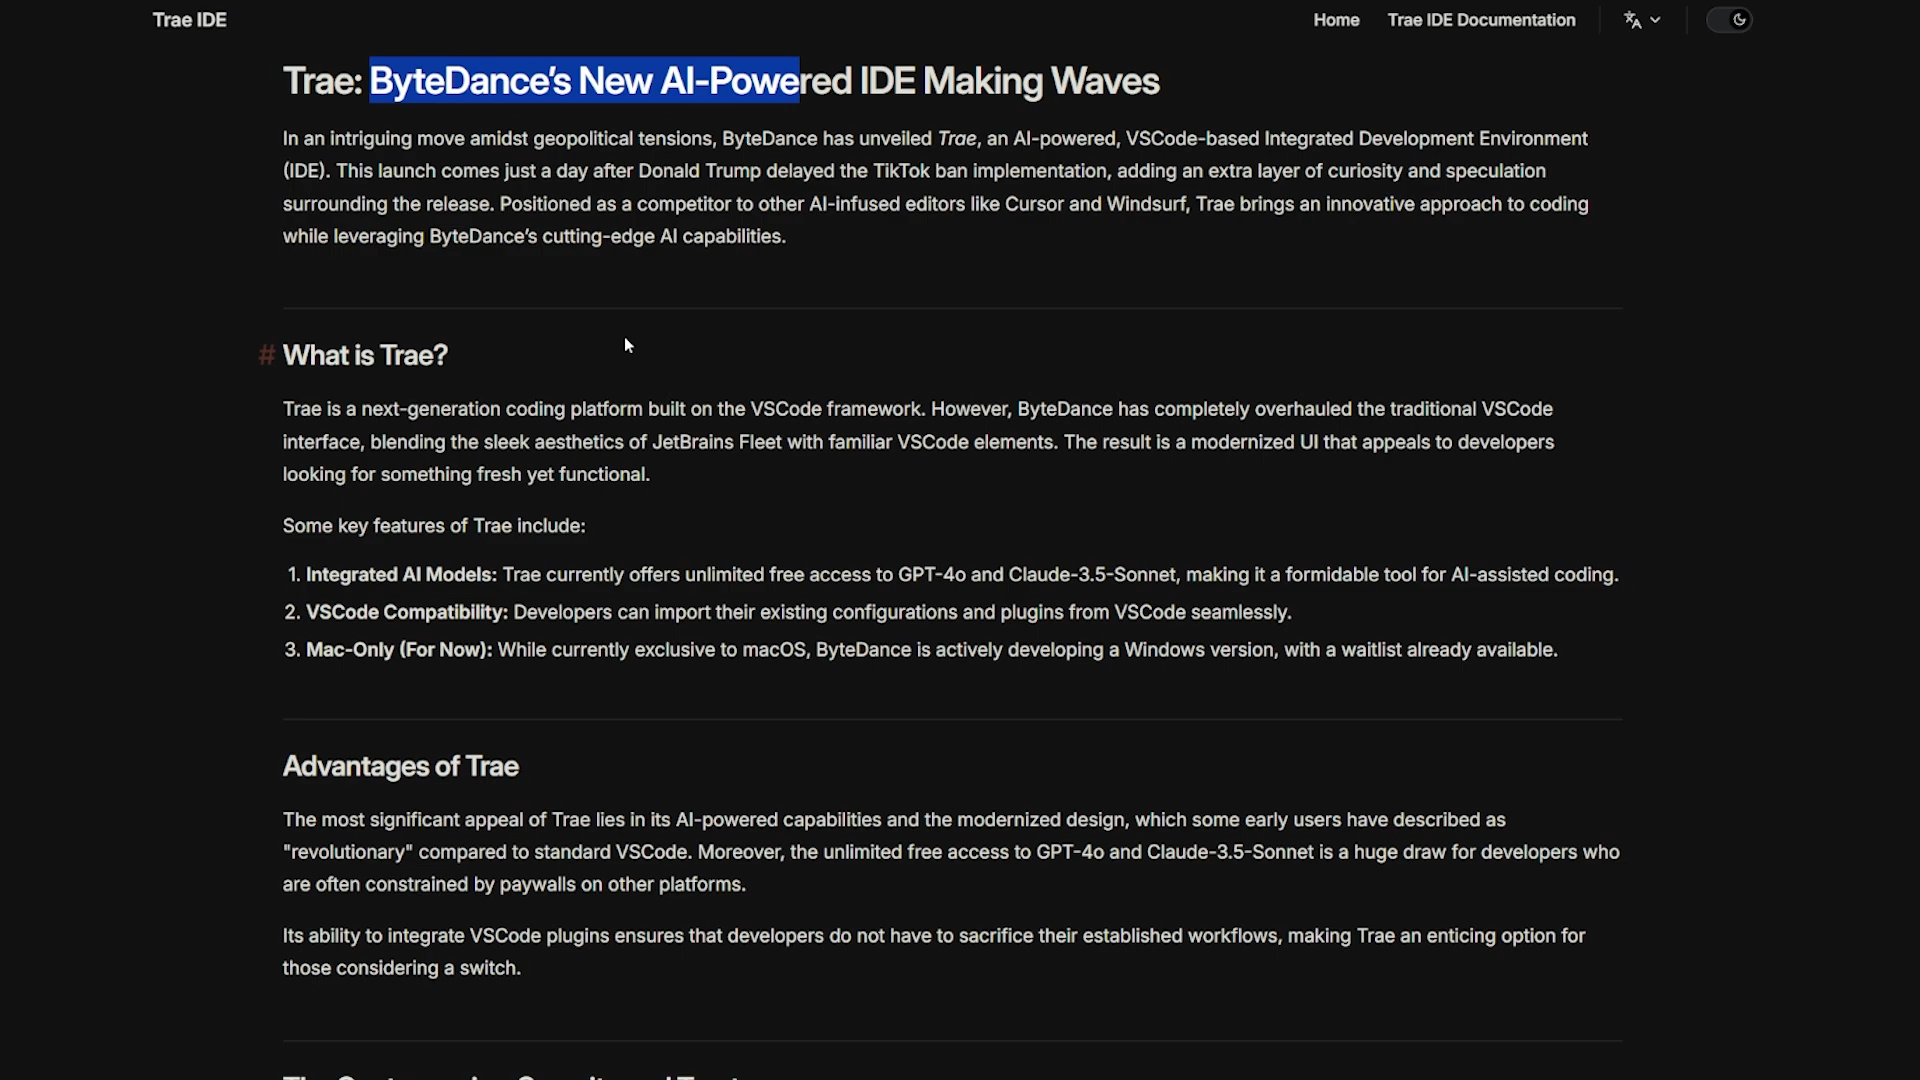 Trae IDE
Home
Trae IDE Documentation
Trae: ByteDance’s New AI-Powered IDE Making Waves
In an intriguing move amidst geopolitical tensions, ByteDance has unveiled Trae, an AI-powered, VSCode-based Integrated Development Environment
(IDE). This launch comes just a day after Donald Trump delayed the TikTok ban implementation, adding an extra layer of curiosity and speculation
surrounding the release. Positioned as a competitor to other AI-infused editors like Cursor and Windsurf, Trae brings an innovative approach to coding
while leveraging ByteDance’s cutting-edge AI capabilities.
# What is Trae?
Trae is a next-generation coding platform built on the VSCode framework. However, ByteDance has completely overhauled the traditional VSCode
interface, blending the sleek aesthetics of JetBrains Fleet with familiar VSCode elements. The result is a modernized UI that appeals to developers
looking for something fresh yet functional.
Some key features of Trae include:
1. Integrated AI Models: Trae currently offers unlimited free access to GPT-4o and Claude-3.5-Sonnet, making it a formidable tool for AI-assisted coding.
2. VSCode Compatibility: Developers can import their existing configurations and plugins from VSCode seamlessly.
3. Mac-Only (For Now): While currently exclusive to macOS, ByteDance is actively developing a Windows version, with a waitlist already available.
Advantages of Trae
The most significant appeal of Trae lies in its AI-powered capabilities and the modernized design, which some early users have described as
"revolutionary" compared to standard VSCode. Moreover, the unlimited free access to GPT-4o and Claude-3.5-Sonnet is a huge draw for developers who
are often constrained by paywalls on other platforms.
Its ability to integrate VSCode plugins ensures that developers do not have to sacrifice their established workflows, making Trae an enticing option for
those considering a switch.